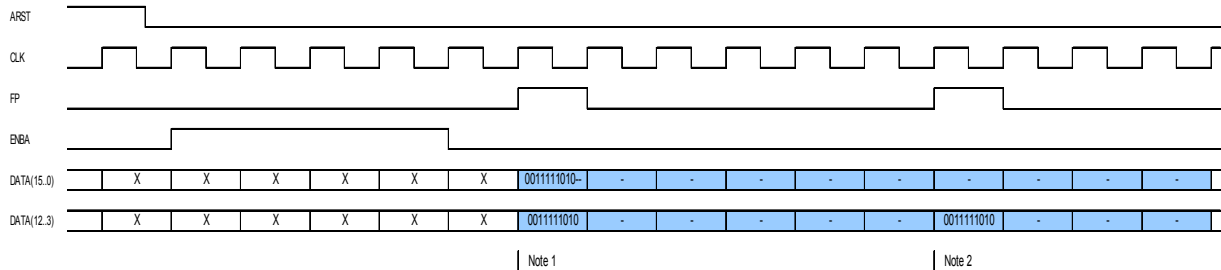 ARST
CLK
FP
ENBA
DATA(15..0) X X X X X X 0011111010-- - - - - - - - - -
DATA(12..3) X X X X X X 0011111010 - - - - - 0011111010 - - -
Note 1 Note 2